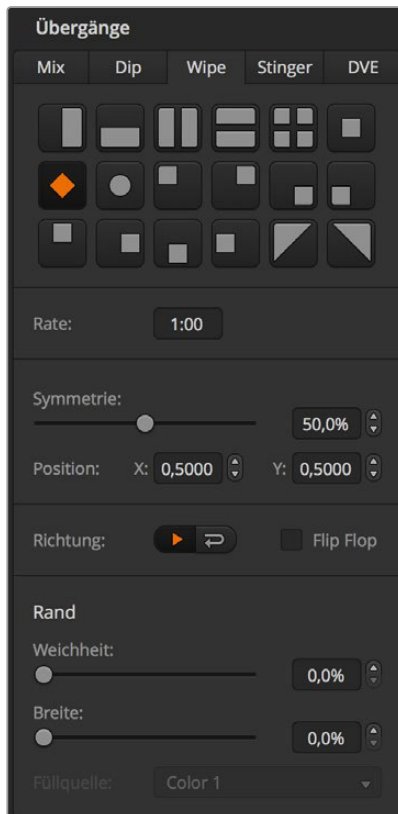 Übergänge
Mix Dip Wipe Stinger DVE
Rate: 1:00
Symmetrie:
50,0%
Position: X: 0,5000 Y: 0,5000
Richtung: Flip Flop
Rand
Weichheit:
0,0%
Breite:
0,0%
Füllquelle: Color 1